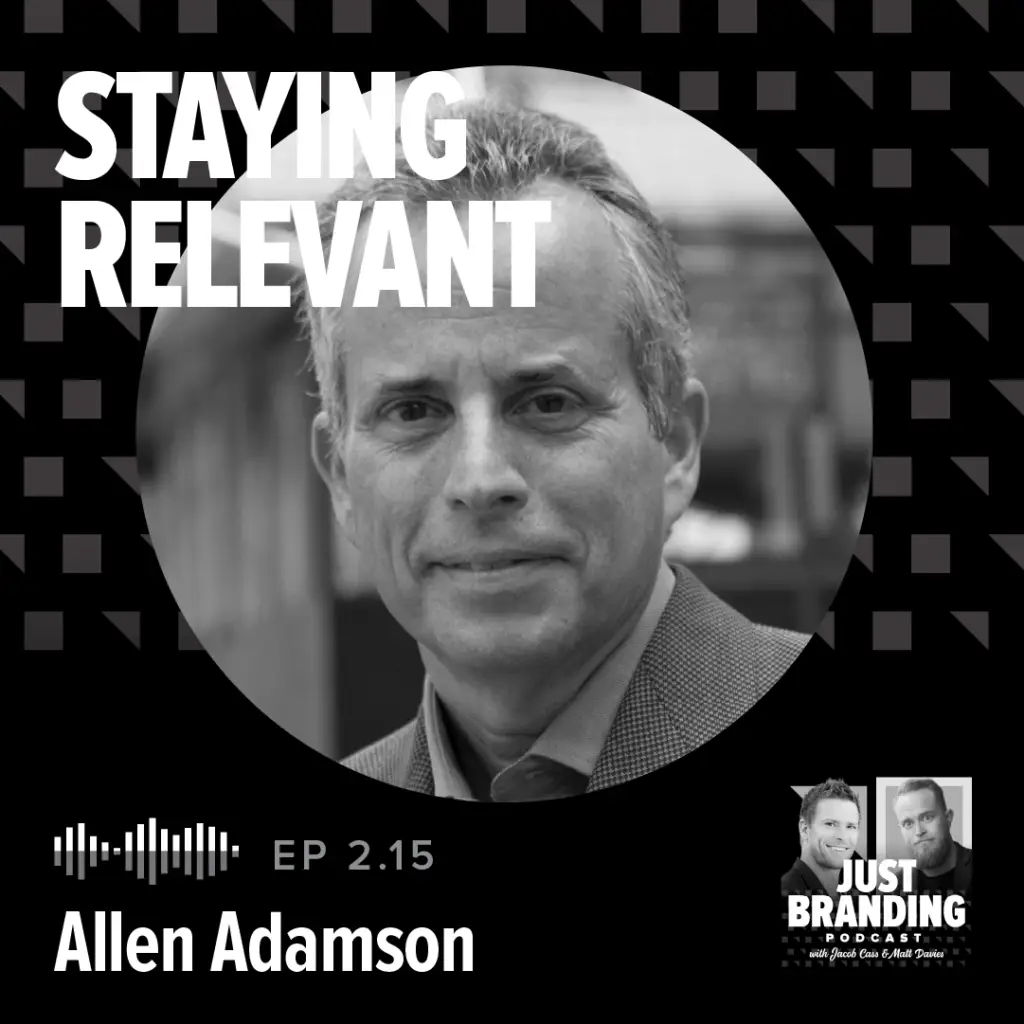 STAYING
RELEVANT
EP 2.15
Allen Adamson
JUST
BRANDING
PODCAST
with Jacob Cass & Matt Davies